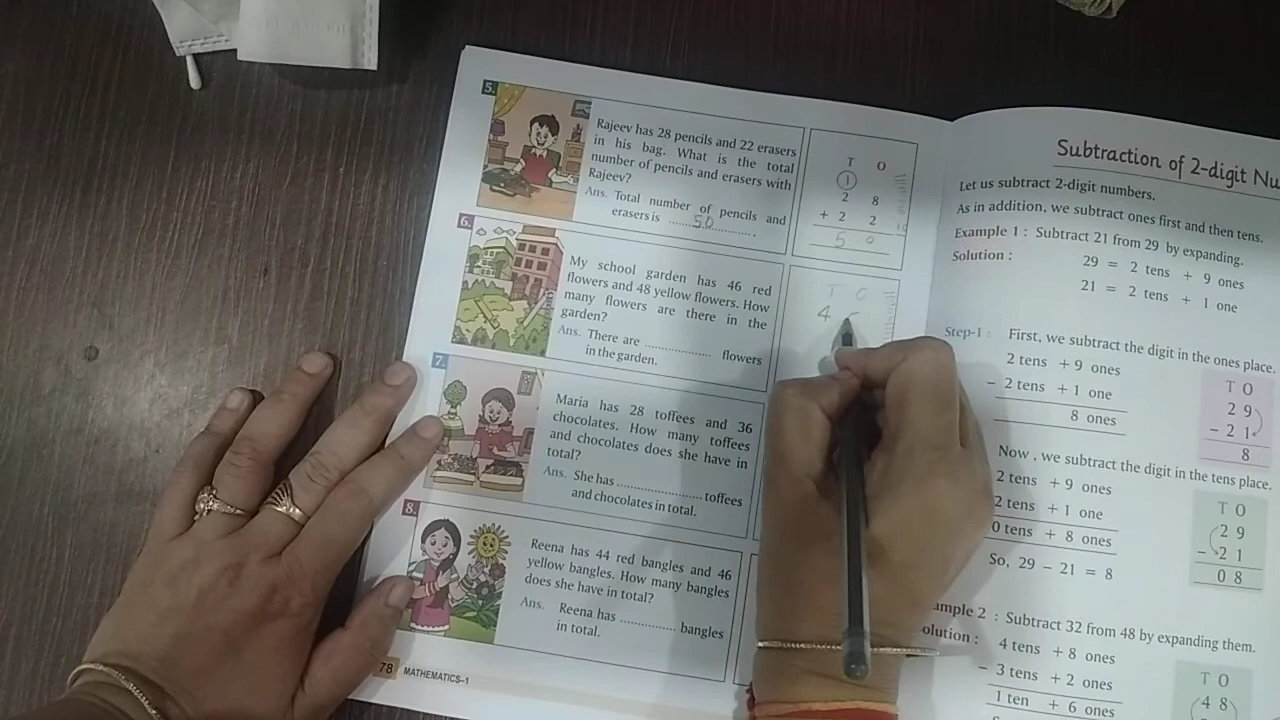 5.
Rajeev has 28 pencils and 22 erasers
in his bag. What is the total
number of pencils and erasers with
Rajeev?
Ans. Total number of pencils and
erasers is ....50.... .
T O
1
2 8
+ 2 2
5 0
6.
My school garden has 46 red
flowers and 48 yellow flowers. How
many flowers are there in the
garden?
Ans. There are .................... flowers
in the garden.
T O
4
7.
Maria has 28 toffees and 36
chocolates. How many toffees
and chocolates does she have in
total?
Ans. She has ........................ toffees
and chocolates in total.
8.
Reena has 44 red bangles and 46
yellow bangles. How many bangles
does she have in total?
Ans. Reena has ................ bangles
in total.
78 MATHEMATICS–1
Subtraction of 2-digit
Let us subtract 2-digit numbers.
As in addition, we subtract ones first and then tens.
Example 1 : Subtract 21 from 29 by expanding.
Solution : 29 = 2 tens + 9 ones
21 = 2 tens + 1 one
Step-1 : First, we subtract the digit in the ones place.
2 tens + 9 ones
− 2 tens + 1 one
8 ones
T O
2 9
− 2 1
8
Now , we subtract the digit in the tens place.
2 tens + 9 ones
2 tens + 1 one
0 tens + 8 ones
So, 29 − 21 = 8
T O
2 9
− 2 1
0 8
ample 2 : Subtract 32 from 48 by expanding them.
olution : 4 tens + 8 ones
− 3 tens + 2 ones
1 ten + 6 ones
T O
4 8